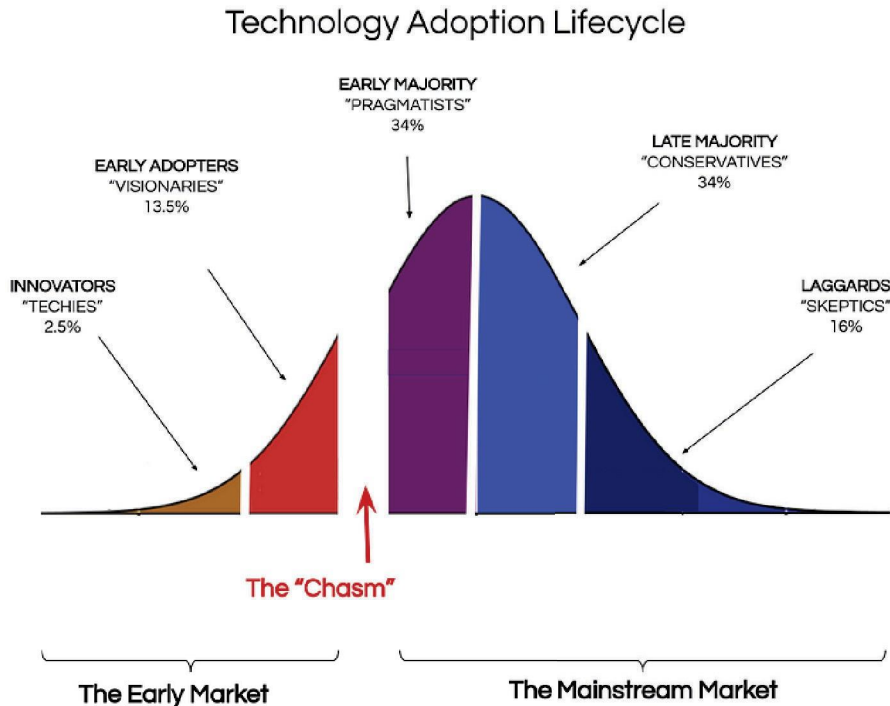 Technology Adoption Lifecycle
EARLY MAJORITY
"PRAGMATISTS"
34%
LATE MAJORITY
"CONSERVATIVES"
34%
EARLY ADOPTERS
"VISIONARIES"
13.5%
INNOVATORS
"TECHIES"
2.5%
LAGGARDS
"SKEPTICS"
16%
The "Chasm"
The Early Market
The Mainstream Market